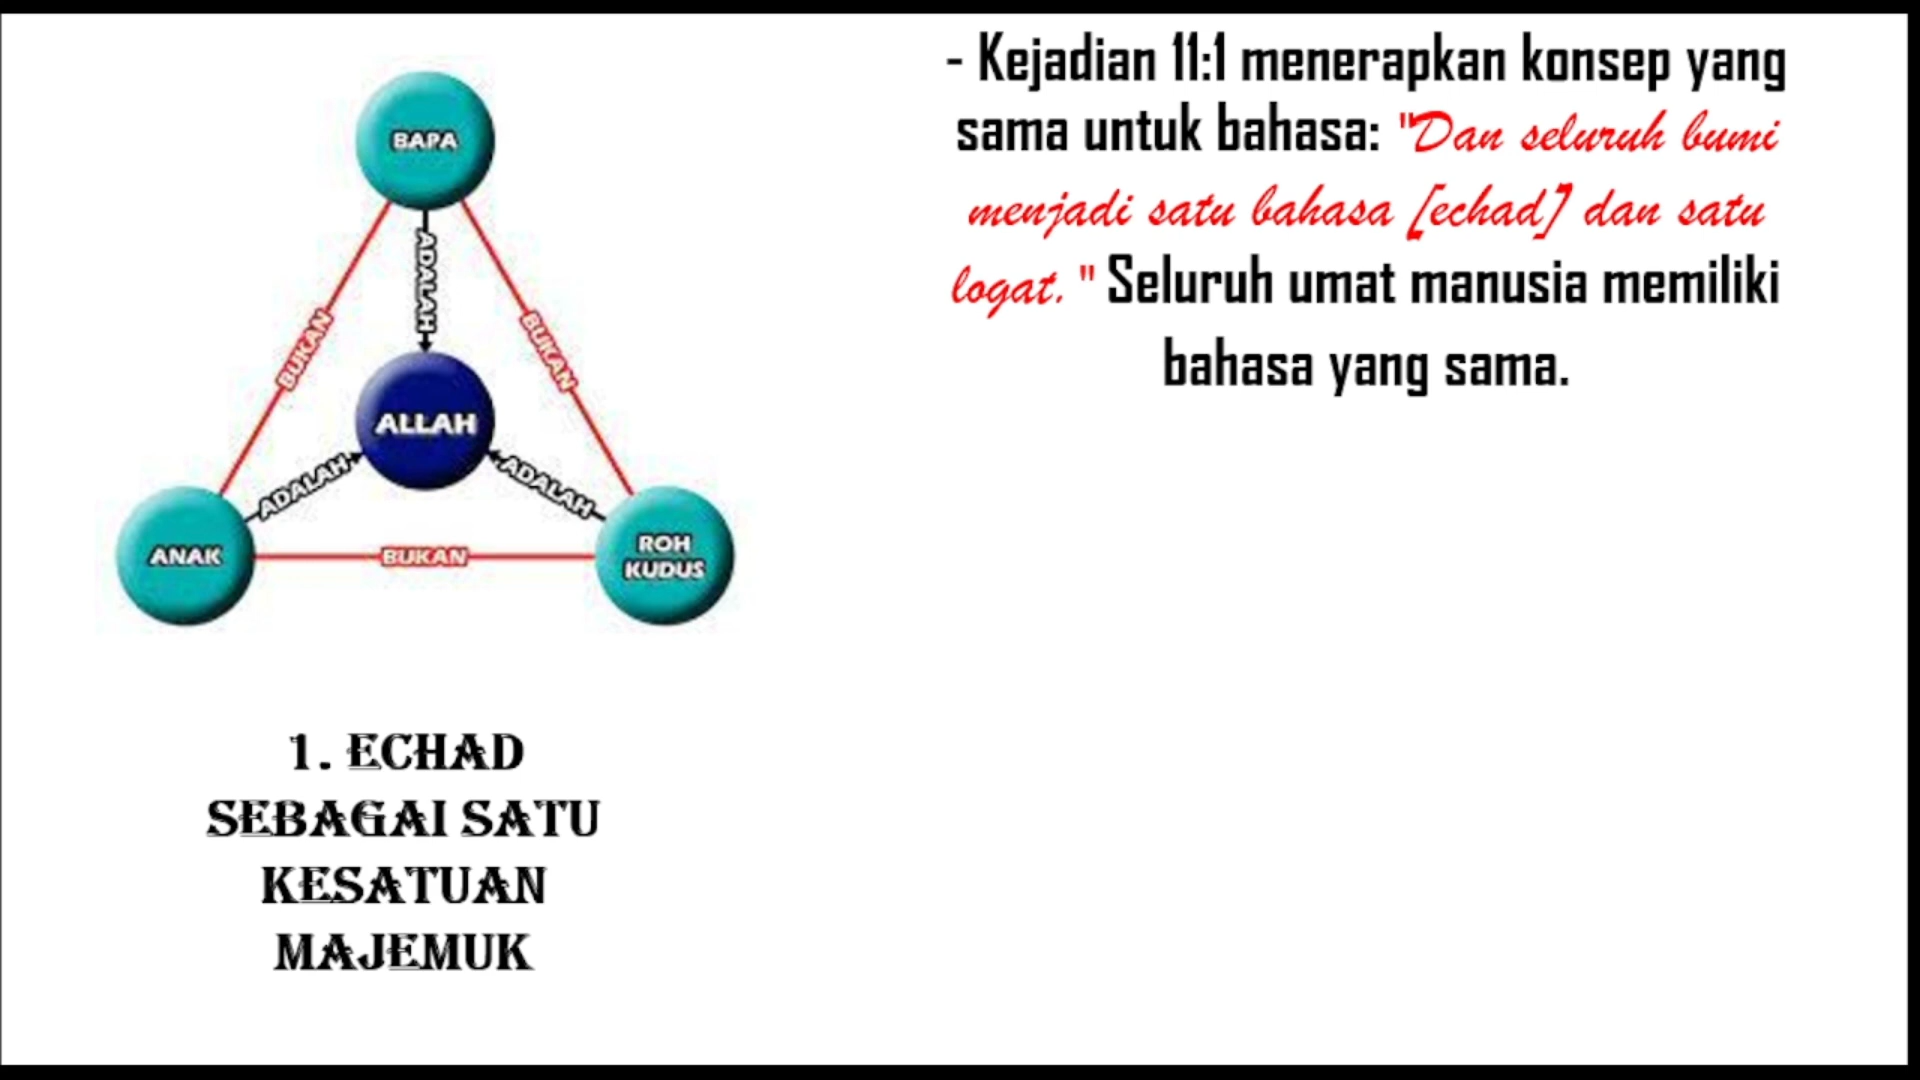 BAPA
ADALAH
BUKAN
BUKAN
ALLAH
ADALAH
ADALAH
ANAK
BUKAN
ROH
KUDUS
1. ECHAD
SEBAGAI SATU
KESATUAN
MAJEMUK
- Kejadian 11:1 menerapkan konsep yang
sama untuk bahasa: "Dan seluruh bumi
menjadi satu bahasa [echad] dan satu
logat. " Seluruh umat manusia memiliki
bahasa yang sama.